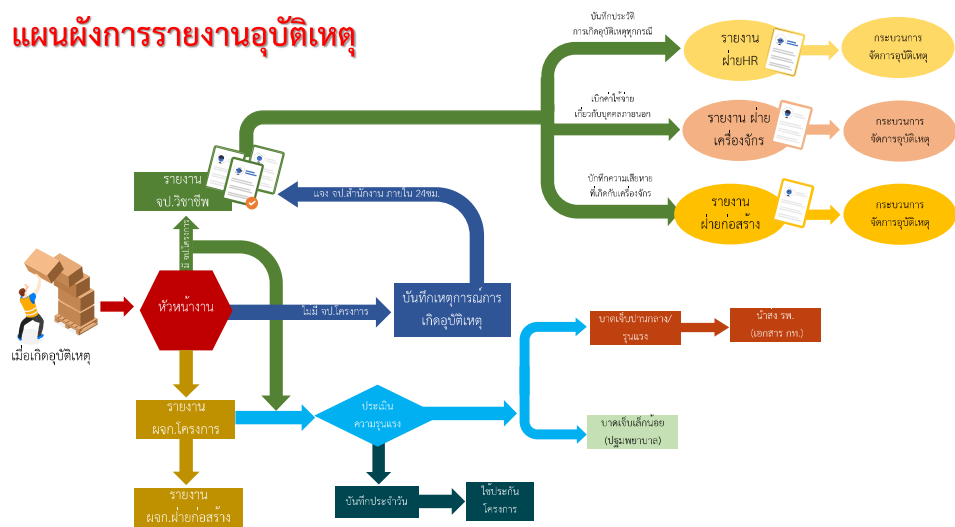 แผนผังการรายงานอุบัติเหตุ
บันทึกประวัติ
การเกิดอุบัติเหตุทุกกรณี
รายงาน
ฝ่ายHR
กระบวนการ
จัดการอุบัติเหตุ
เบิกค่าใช้จ่าย
เกี่ยวกับบุคคลภายนอก
รายงาน ฝ่าย
เครื่องจักร
กระบวนการ
จัดการอุบัติเหตุ
บักทึกความเสียหาย
ที่เกิดกับเครื่องจักร
รายงาน
ฝ่ายก่อสร้าง
กระบวนการ
จัดการอุบัติเหตุ
รายงาน
จป.วิชาชีพ
แจง จป.สำนักงาน ภายใน 24ชม.
มี จป.โครงการ
หัวหน้างาน
ไม่มี จป.โครงการ
บันทึกเหตุการณ์การ
เกิดอุบัติเหตุ
เมื่อเกิดอุบัติเหตุ
บาดเจ็บปานกลาง/
รุนแรง
นำส่ง รพ.
(เอกสาร กท.)
รายงาน
ผจก.โครงการ
ประเมิน
ความรุนแรง
บาดเจ็บเล็กน้อย
(ปฐมพยาบาล)
รายงาน
ผจก.ฝ่ายก่อสร้าง
บันทึกประจำวัน
ใช้ประกัน
โครงการ